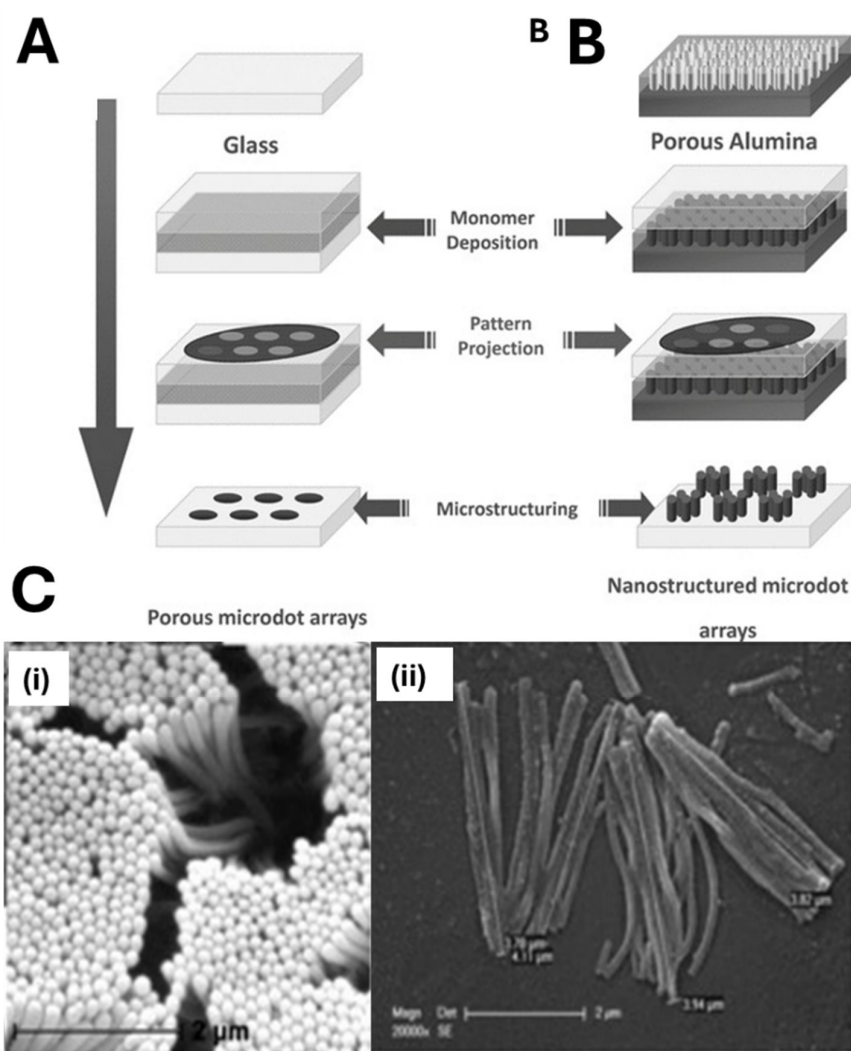 A
B B
Glass
Porous Alumina
Monomer
Deposition
Pattern
Projection
Microstructuring
C
Porous microdot arrays
Nanostructured microdot
arrays
(i)
2 µm
(ii)
3.82 µm
3.70 µm
4.11 µm
3.94 µm
Magn Det
20000x SE
2 µm